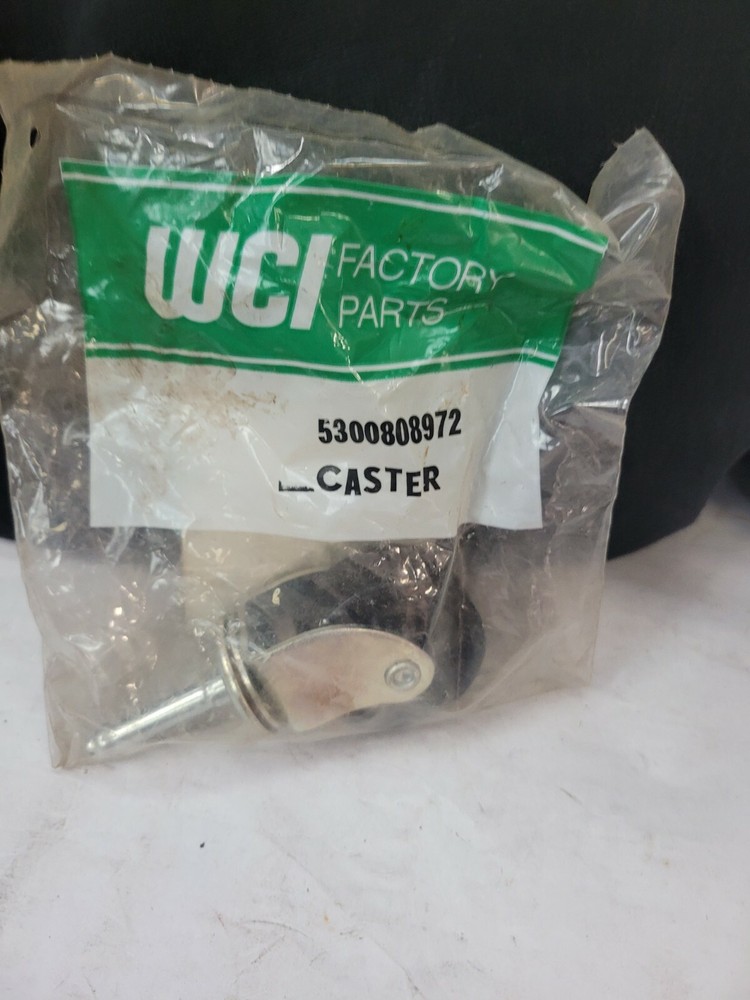 WCI FACTORY
PARTS
5300808972
CASTER